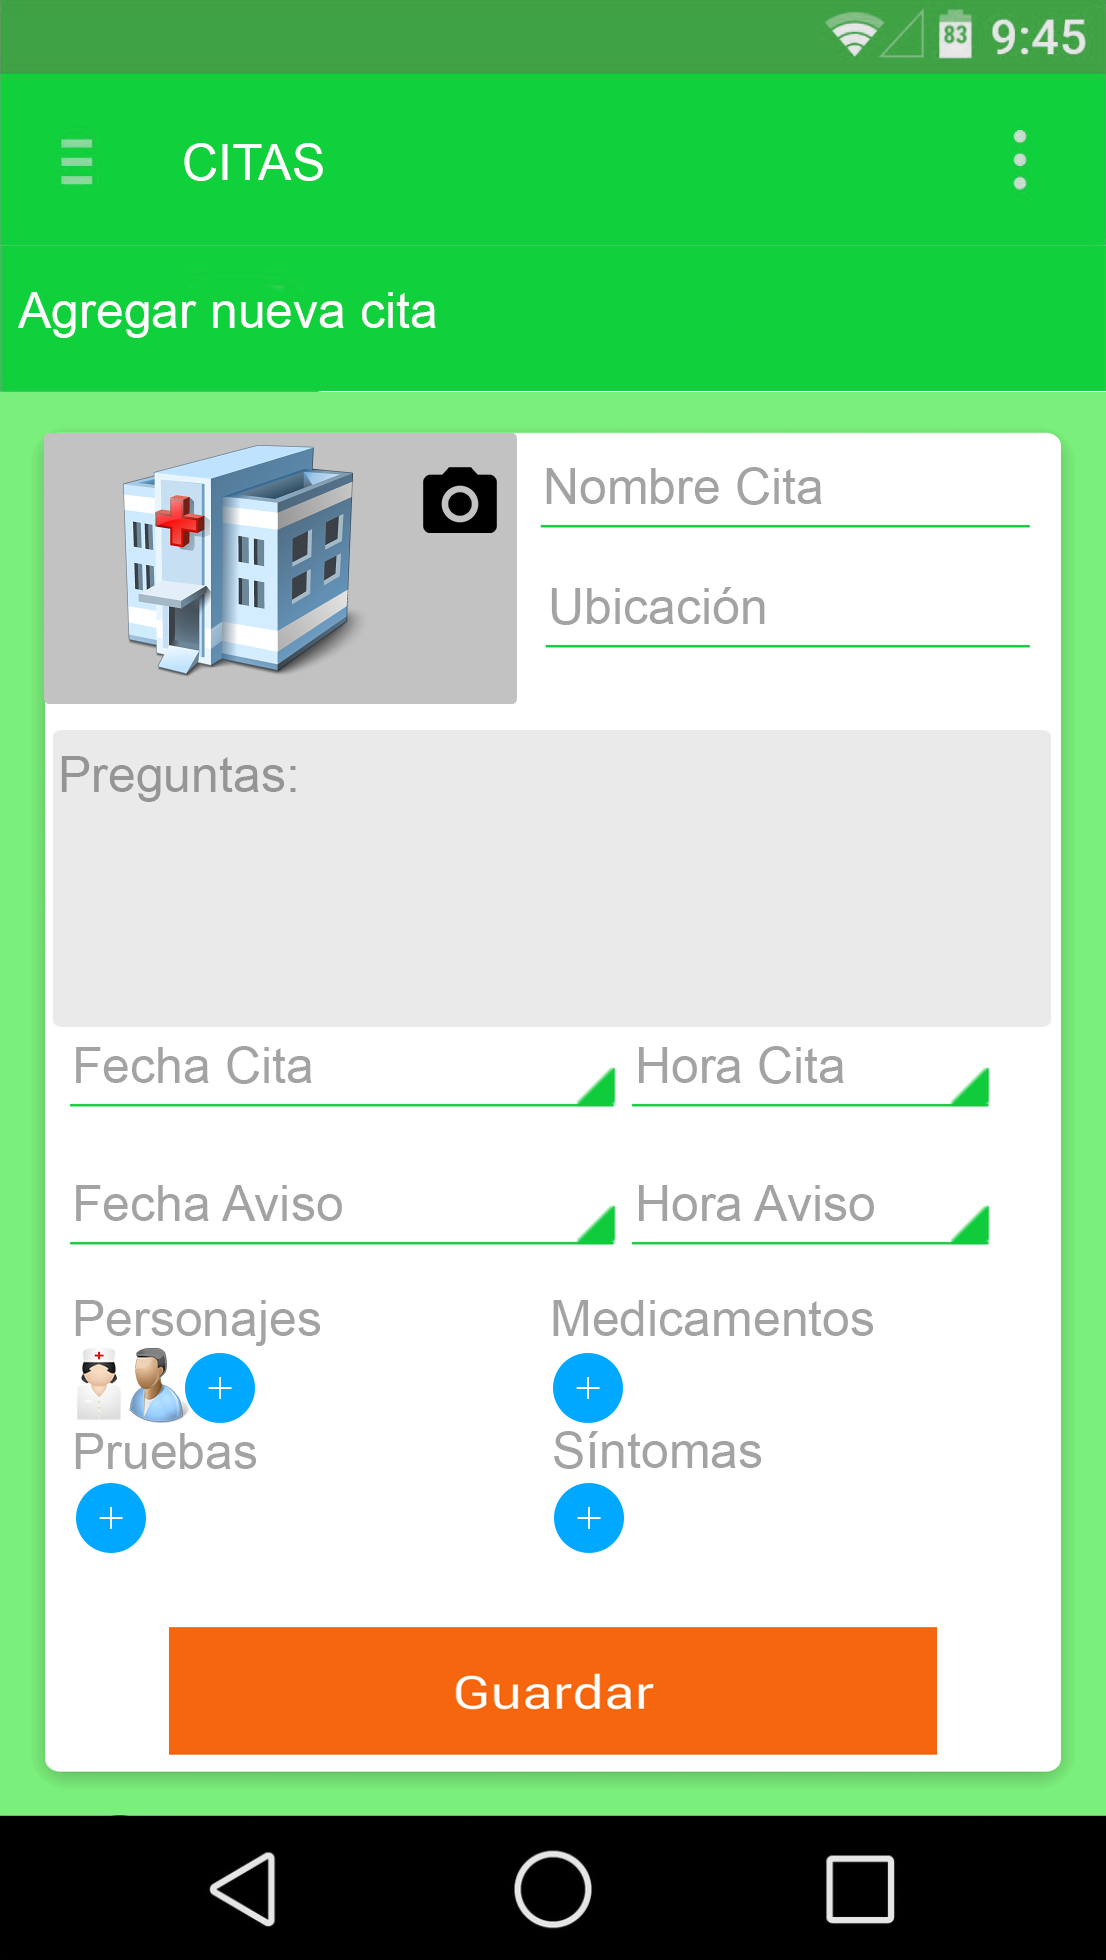 83 9:45
CITAS
Agregar nueva cita
Nombre Cita
Ubicación
Preguntas:
Fecha Cita Hora Cita
Fecha Aviso Hora Aviso
Personajes Medicamentos
Pruebas Síntomas
Guardar